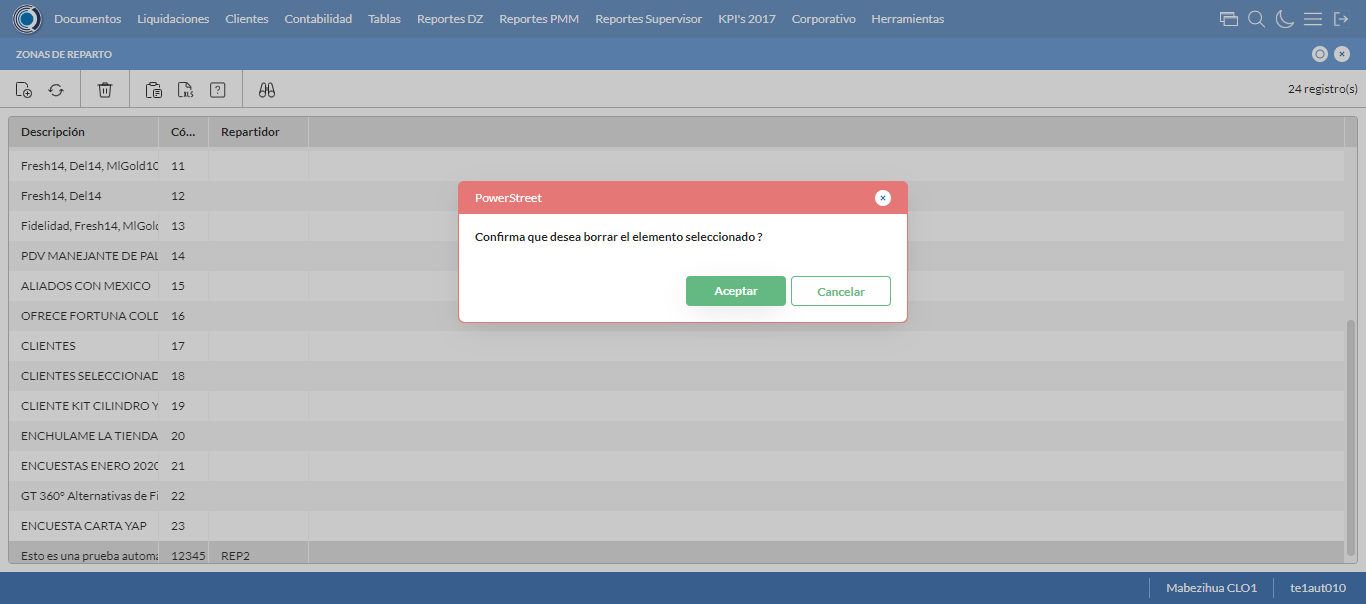 Documentos Liquidaciones Clientes Contabilidad Tablas Reportes DZ Reportes PMM Reportes Supervisor KPI's 2017 Corporativo Herramientas
ZONAS DE REPARTO
XLS ? 24 registro(s)
Descripción Có... Repartidor
Fresh14, Del14, MlGold10 11
Fresh14, Del14 12
Fidelidad, Fresh14, MlGold 13
PDV MANEJANTE DE PAL 14
ALIADOS CON MEXICO 15
OFRECE FORTUNA COLD 16
CLIENTES 17
CLIENTES SELECCIONAD 18
CLIENTE KIT CILINDRO Y 19
ENCHULAME LA TIENDA 20
ENCUESTAS ENERO 2020 21
GT 360° Alternativas de Fi 22
ENCUESTA CARTA YAP 23
Esto es una prueba automa 12345 REP2
PowerStreet
Confirma que desea borrar el elemento seleccionado ?
Aceptar Cancelar
Mabezihua CLO1 te1aut010